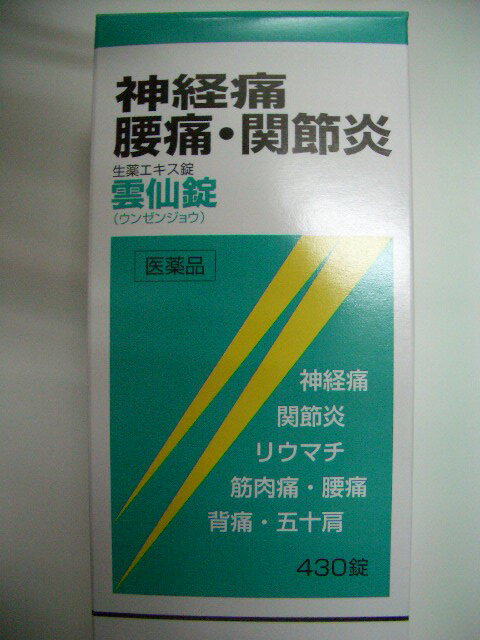 神経痛
腰痛・関節炎
生薬エキス錠
雲仙錠
（ウンゼンジョウ）
医薬品
神経痛
関節炎
リウマチ
筋肉痛・腰痛
背痛・五十肩
430錠